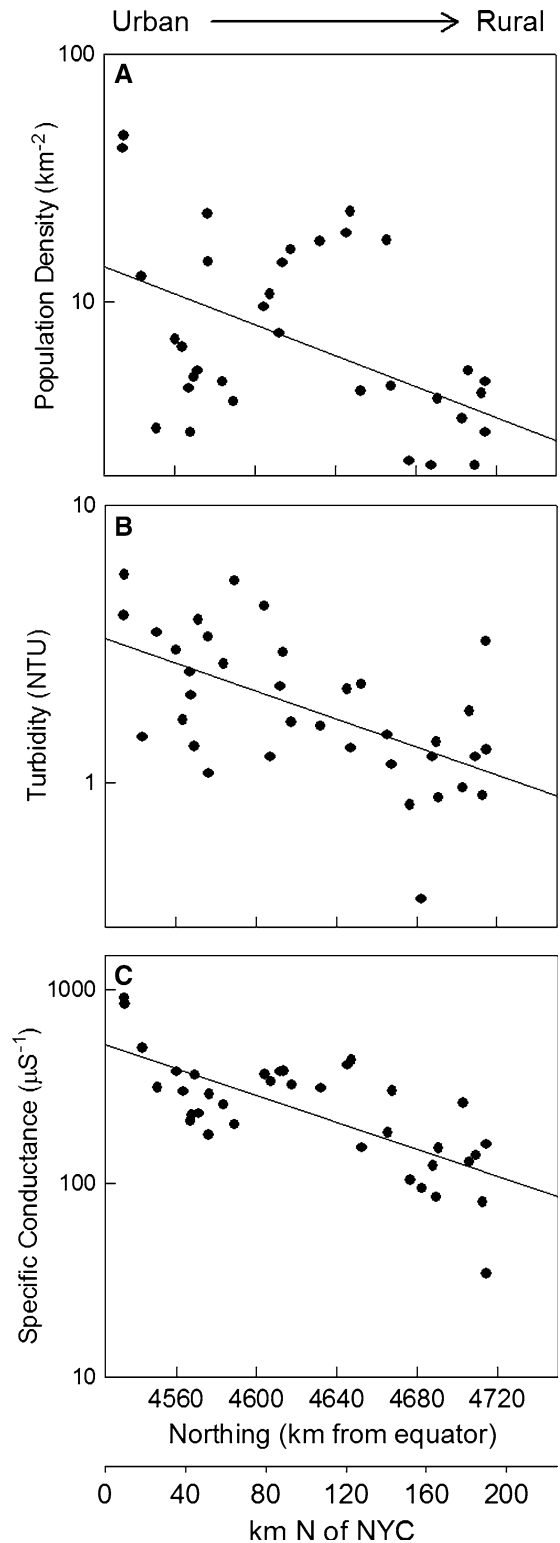 Urban Rural
100
A
Population Density (km-2)
10
10
B
Turbidity (NTU)
1
C
1000
Specific Conductance (µS-1)
100
10
4560 4600 4640 4680 4720
Northing (km from equator)
0 40 80 120 160 200
km N of NYC